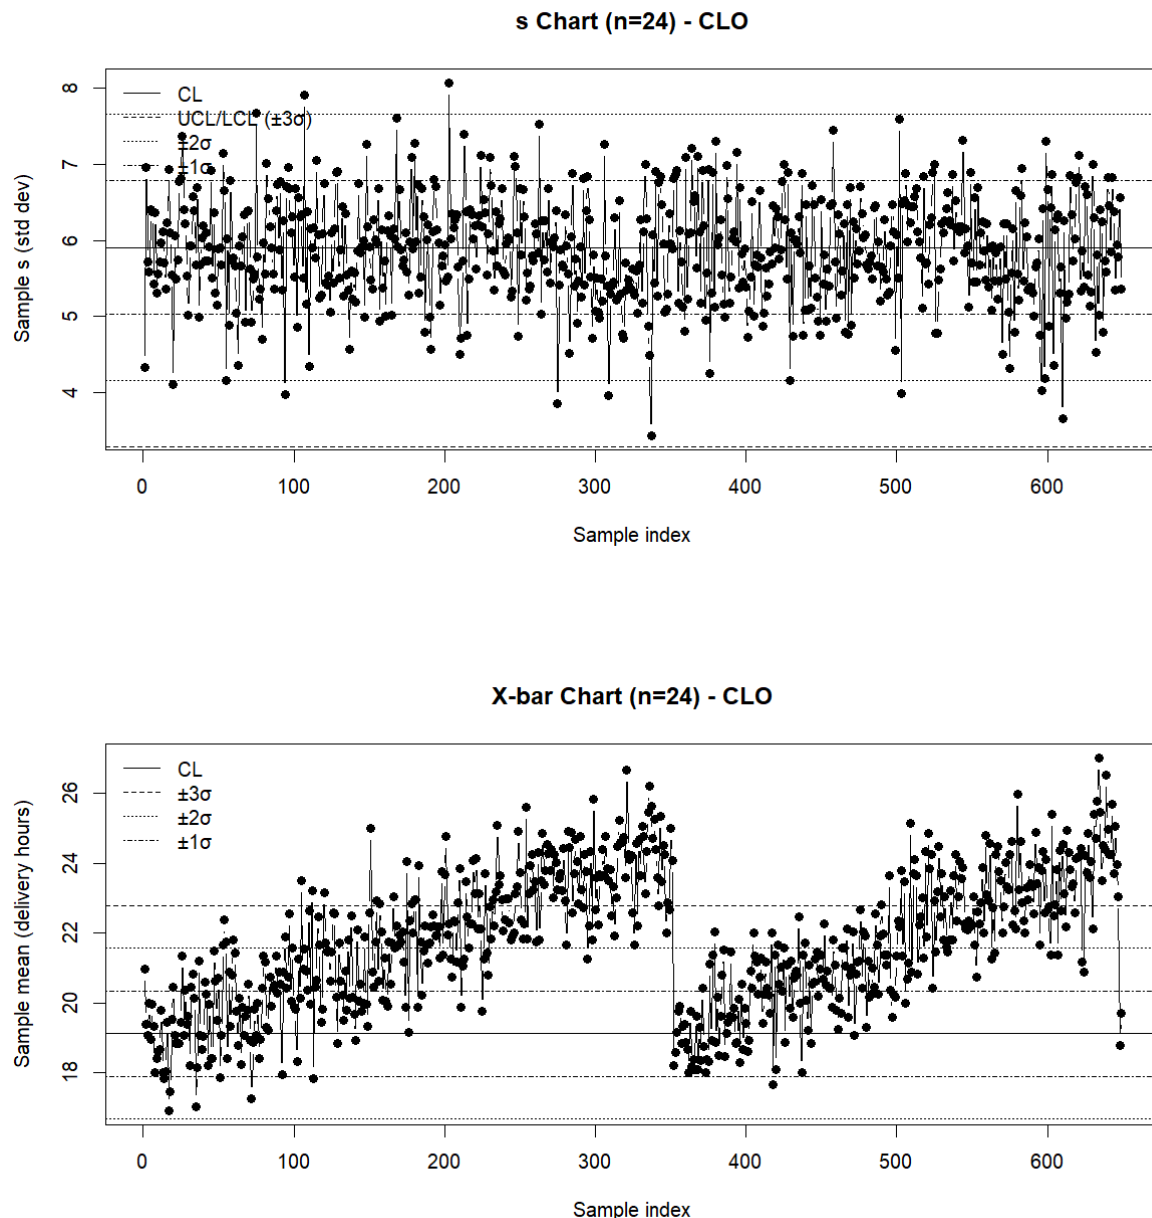 s Chart (n=24) - CLO
Sample s (std dev)
8
7
6
5
4
CL
UCL/LCL (±3σ)
±2σ
±1σ
0 100 200 300 400 500 600
Sample index
X-bar Chart (n=24) - CLO
Sample mean (delivery hours)
26
24
22
20
18
CL
±3σ
±2σ
±1σ
0 100 200 300 400 500 600
Sample index